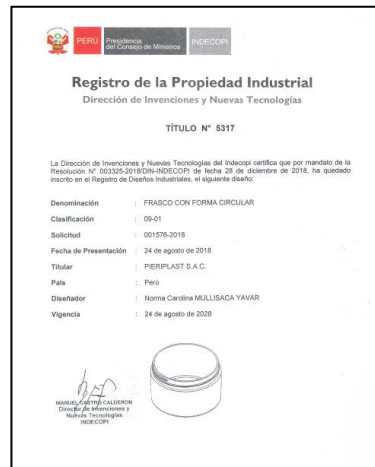 PERÚ
Presidencia
del Consejo de Ministros
INDECOPI
Registro de la Propiedad Industrial
Dirección de Invenciones y Nuevas Tecnologías
TÍTULO N° 5317
La Dirección de Invenciones y Nuevas Tecnologías del Indecopi certifica que por mandato de la
Resolución N° 003325-2018/DIN-INDECOPI de fecha 28 de diciembre de 2018, ha quedado
inscrito en el Registro de Diseños Industriales, el siguiente diseño:
Denominación : FRASCO CON FORMA CIRCULAR
Clasificación : 09-01
Solicitud : 001576-2018
Fecha de Presentación : 24 de agosto de 2018
Titular : PIERIPLAST S.A.C.
País : Perú
Diseñador : Norma Carolina MULLISACA YAVAR
Vigencia : 24 de agosto de 2028
MANUEL CASTRO CALDERON
Director de Invenciones y
Nuevas Tecnologías
INDECOPI